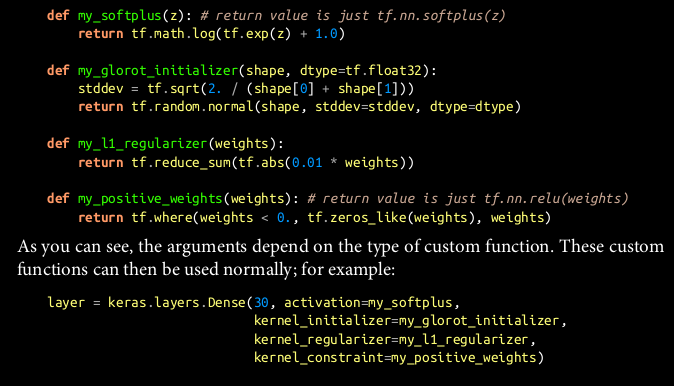 def my_softplus(z): # return value is just tf.nn.softplus(z)
    return tf.math.log(tf.exp(z) + 1.0)

def my_glorot_initializer(shape, dtype=tf.float32):
    stddev = tf.sqrt(2. / (shape[0] + shape[1]))
    return tf.random.normal(shape, stddev=stddev, dtype=dtype)

def my_l1_regularizer(weights):
    return tf.reduce_sum(tf.abs(0.01 * weights))

def my_positive_weights(weights): # return value is just tf.nn.relu(weights)
    return tf.where(weights < 0., tf.zeros_like(weights), weights)
As you can see, the arguments depend on the type of custom function. These custom
functions can then be used normally; for example:
layer = keras.layers.Dense(30, activation=my_softplus,
                           kernel_initializer=my_glorot_initializer,
                           kernel_regularizer=my_l1_regularizer,
                           kernel_constraint=my_positive_weights)